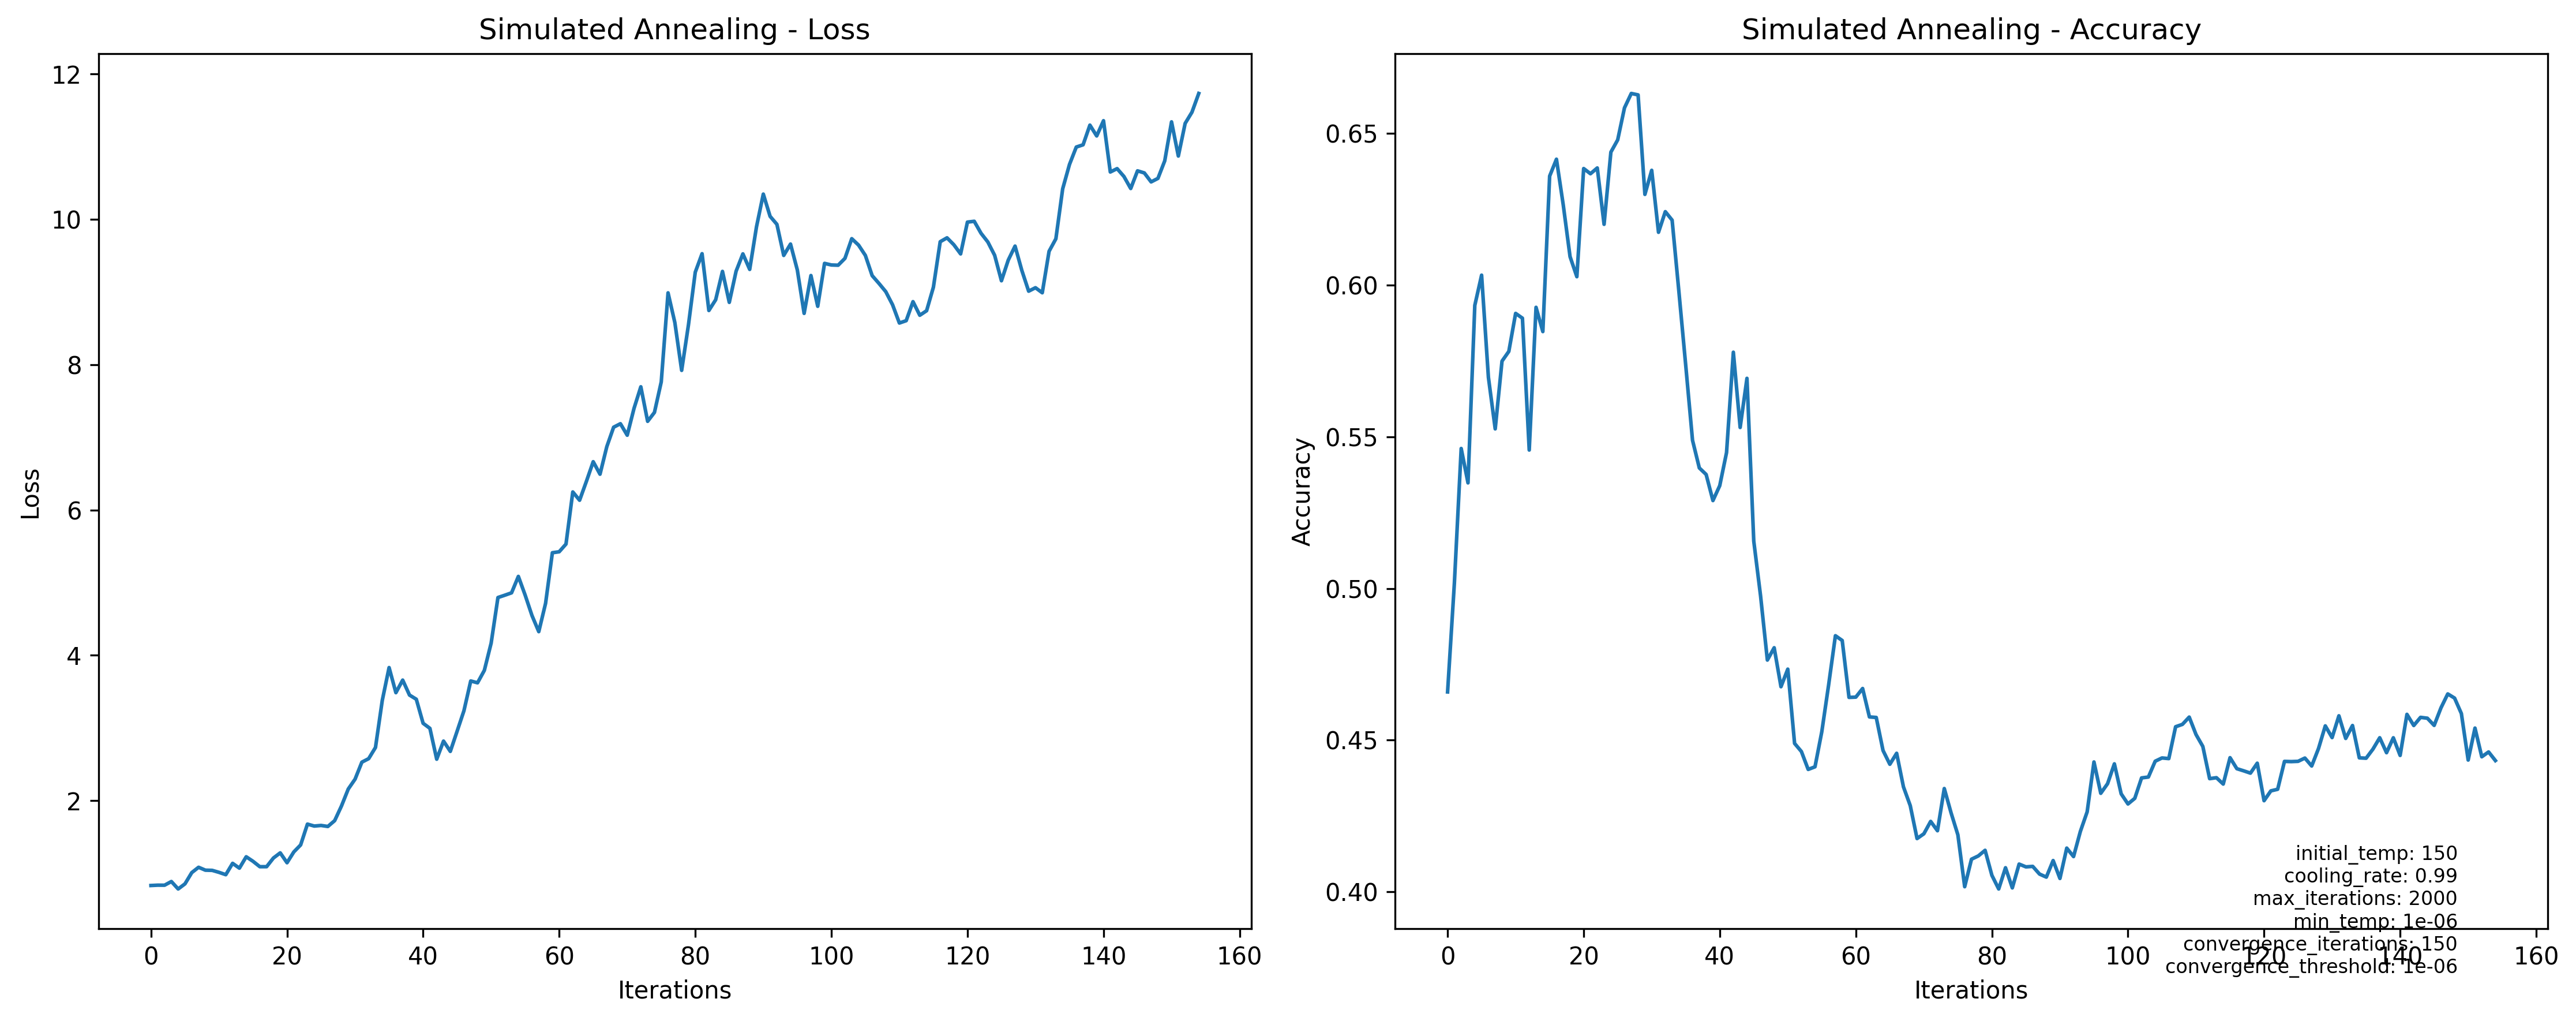 Simulated Annealing - Loss
12
10
8
6
4
2
Loss
0 20 40 60 80 100 120 140 160
Iterations
Simulated Annealing - Accuracy
0.65
0.60
0.55
0.50
0.45
0.40
Accuracy
initial_temp: 150
cooling_rate: 0.99
max_iterations: 2000
min_temp: 1e-06
convergence_iterations: 150
convergence_threshold: 1e-06
0 20 40 60 80 100 120 140 160
Iterations